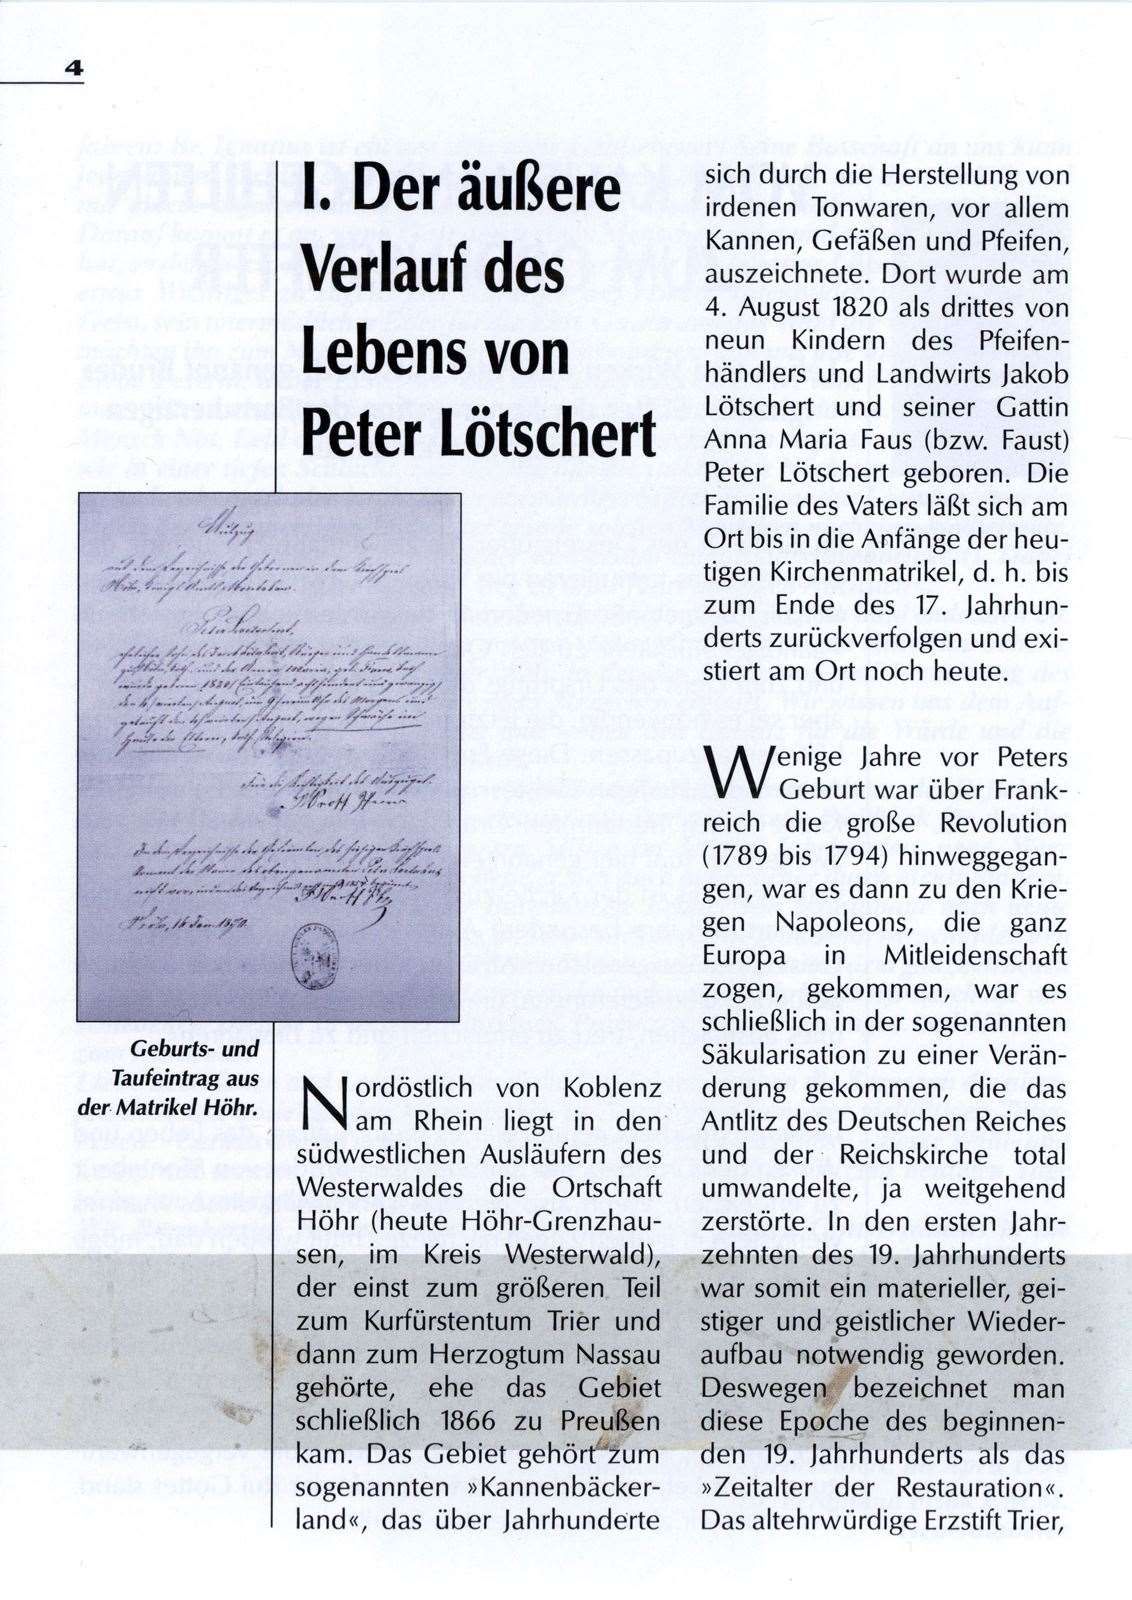 4
I. Der äußere
Verlauf des
Lebens von
Peter Lötschert
Geburts- und
Taufeintrag aus
der Matrikel Höhr.
Nordöstlich von Koblenz
am Rhein liegt in den
südwestlichen Ausläufern des
Westerwaldes die Ortschaft
Höhr (heute Höhr-Grenzhau-
sen, im Kreis Westerwald),
der einst zum größeren Teil
zum Kurfürstentum Trier und
dann zum Herzogtum Nassau
gehörte, ehe das Gebiet
schließlich 1866 zu Preußen
kam. Das Gebiet gehört zum
sogenannten »Kannenbäcker-
land«, das über Jahrhunderte
sich durch die Herstellung von
irdenen Tonwaren, vor allem
Kannen, Gefäßen und Pfeifen,
auszeichnete. Dort wurde am
4. August 1820 als drittes von
neun Kindern des Pfeifen-
händlers und Landwirts Jakob
Lötschert und seiner Gattin
Anna Maria Faus (bzw. Faust)
Peter Lötschert geboren. Die
Familie des Vaters läßt sich am
Ort bis in die Anfänge der heu-
tigen Kirchenmatrikel, d. h. bis
zum Ende des 17. Jahrhun-
derts zurückverfolgen und exi-
stiert am Ort noch heute.
Wenige Jahre vor Peters
Geburt war über Frank-
reich die große Revolution
(1789 bis 1794) hinweggegan-
gen, war es dann zu den Krie-
gen Napoleons, die ganz
Europa in Mitleidenschaft
zogen, gekommen, war es
schließlich in der sogenannten
Säkularisation zu einer Verän-
derung gekommen, die das
Antlitz des Deutschen Reiches
und der Reichskirche total
umwandelte, ja weitgehend
zerstörte. In den ersten Jahr-
zehnten des 19. Jahrhunderts
war somit ein materieller, gei-
stiger und geistlicher Wieder-
aufbau notwendig geworden.
Deswegen bezeichnet man
diese Epoche des beginnen-
den 19. Jahrhunderts als das
»Zeitalter der Restauration«.
Das altehrwürdige Erzstift Trier,